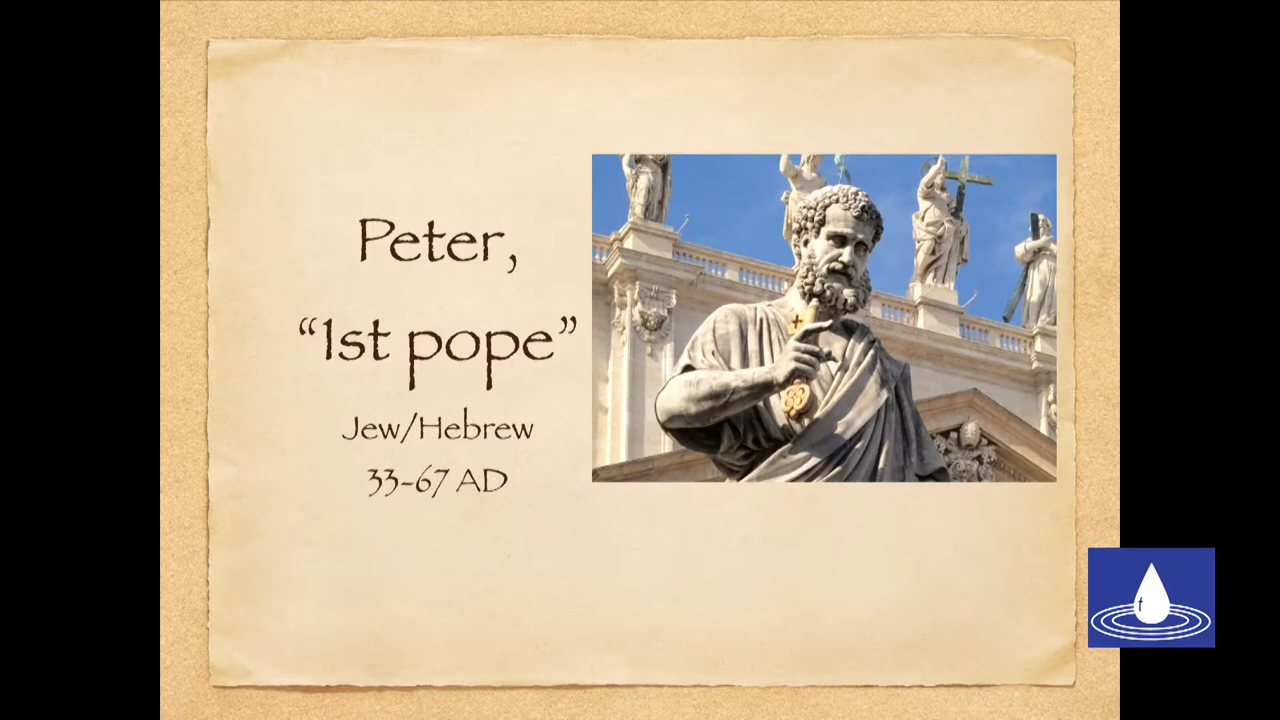 Peter,
“1st pope”
Jew/Hebrew
33-67 AD
t